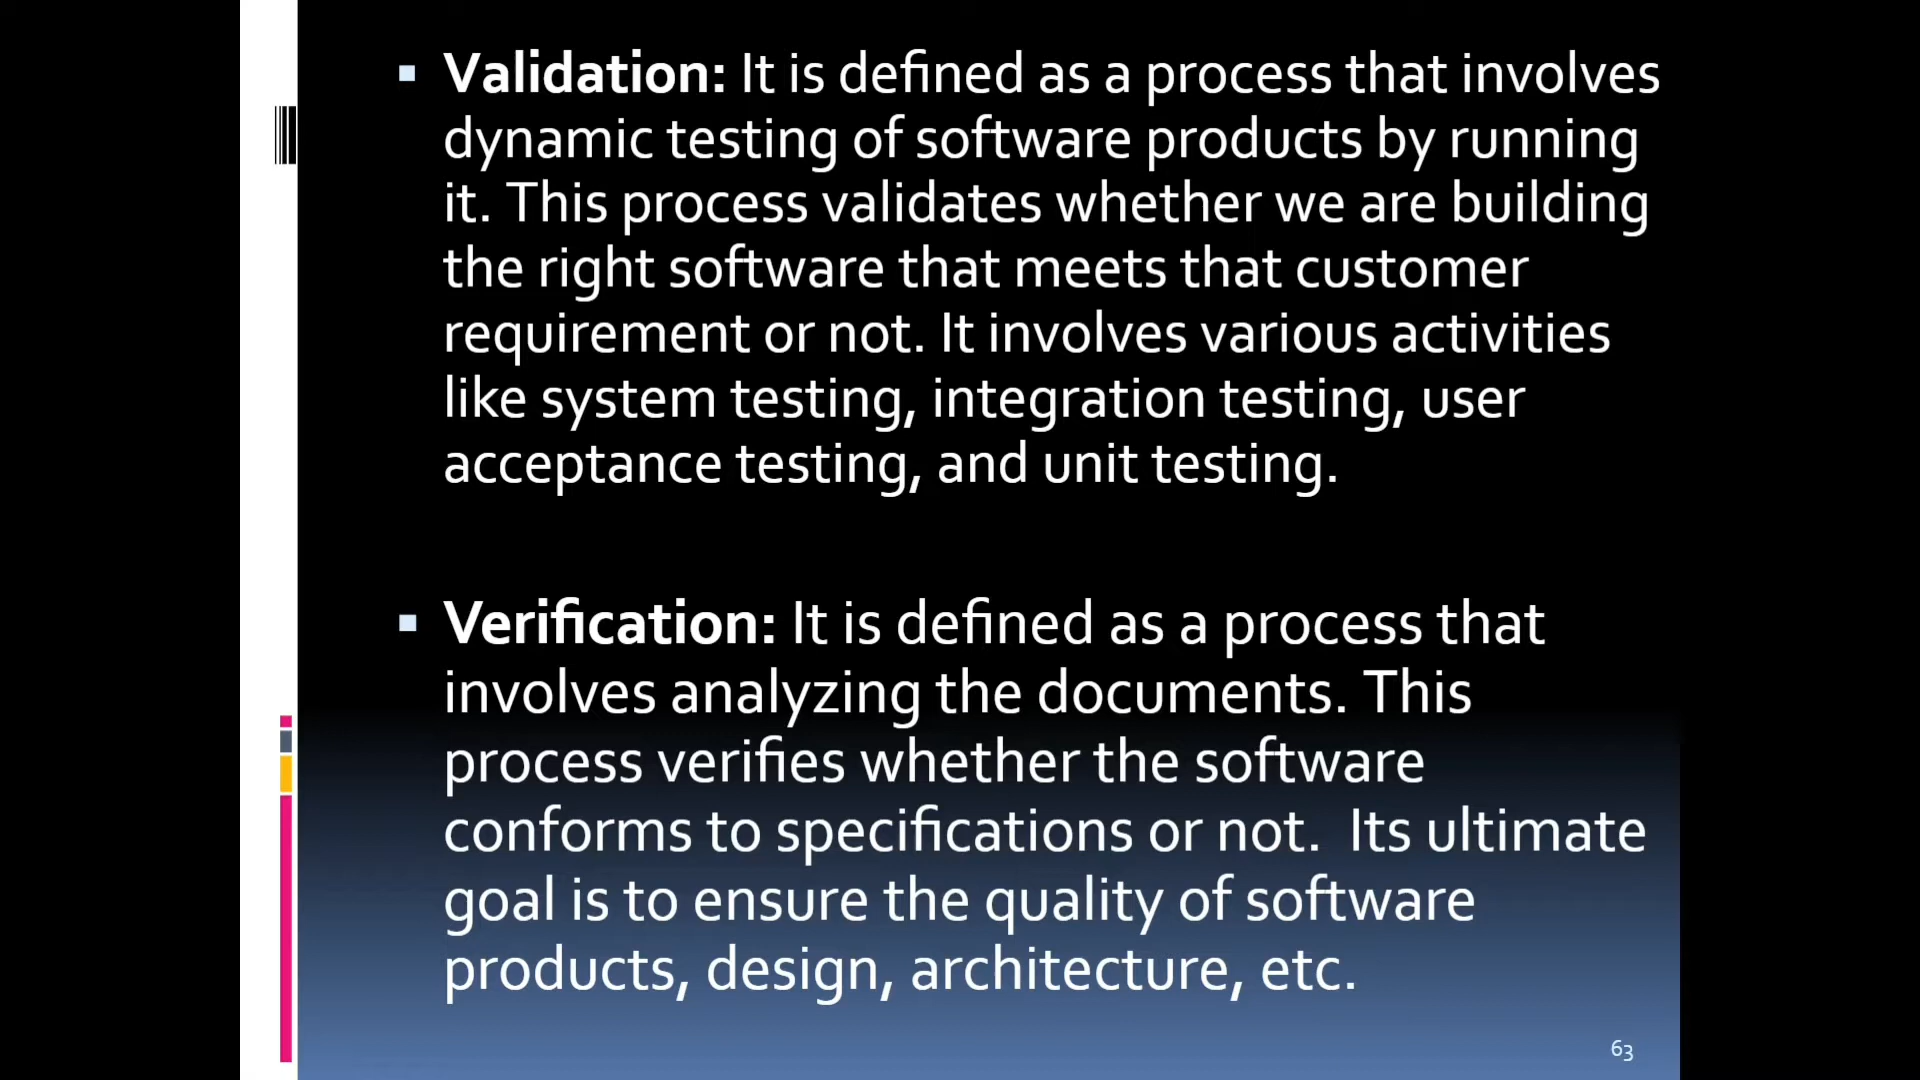 ▪ Validation: It is defined as a process that involves
dynamic testing of software products by running
it. This process validates whether we are building
the right software that meets that customer
requirement or not. It involves various activities
like system testing, integration testing, user
acceptance testing, and unit testing.
▪ Verification: It is defined as a process that
involves analyzing the documents. This
process verifies whether the software
conforms to specifications or not.  Its ultimate
goal is to ensure the quality of software
products, design, architecture, etc.
63